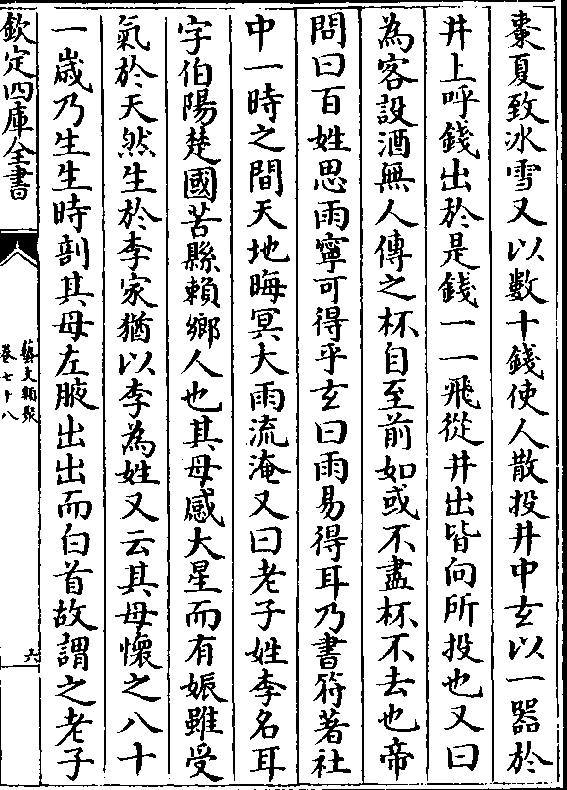 棗夏致冰雪又以數十錢使人散投井中玄以一器於
井上呼錢出於是錢一一飛從井出皆向所投也又曰
為客設酒無人傳之杯自至前如或不盡杯不去也帝
問曰百姓思雨寧可得乎玄曰雨易得耳乃書符著社
中一時之間天地晦冥大雨流淹又曰老子姓李名耳
字伯陽楚國苦縣賴鄉人也其母感大星而有娠雖受
氣於天然生於李家猶以李為姓又云其母懷之八十
一歲乃生生時剖其母左腋出出而白首故謂之老子
欽定四庫全書
藝文類聚
卷七十八
六